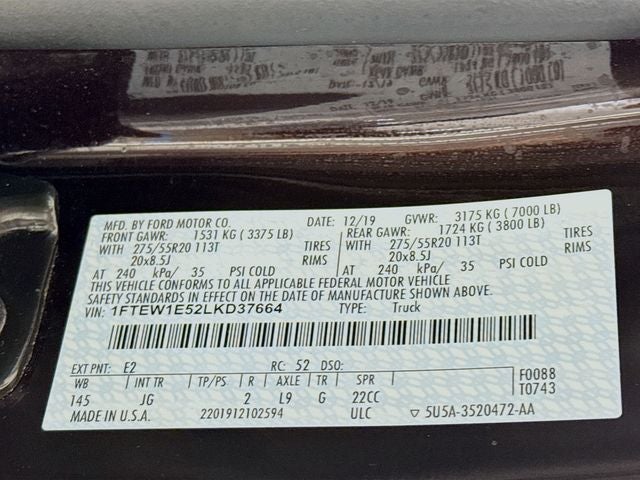 MFD. BY FORD MOTOR CO. DATE: 12/19 GVWR: 3175 KG ( 7000 LB)
FRONT GAWR: 1531 KG ( 3375 LB) REAR GAWR: 1724 KG ( 3800 LB)
WITH 275/55R20 113T TIRES WITH 275/55R20 113T TIRES
20x8.5J RIMS 20x8.5J RIMS
AT 240 kPa/ 35 PSI COLD AT 240 kPa/ 35 PSI COLD
THIS VEHICLE CONFORMS TO ALL APPLICABLE FEDERAL MOTOR VEHICLE
SAFETY STANDARDS IN EFFECT ON THE DATE OF MANUFACTURE SHOWN ABOVE.
VIN: 1FTEW1E52LKD37664 TYPE: Truck
EXT PNT: E2 RC: 52 DSO: F0088
WB INT TR TP/PS R AXLE TR SPR T0743
145 JG 2 L9 G 22CC
MADE IN U.S.A. 2201912102594 ULC ▽ 5U5A-3520472-AA